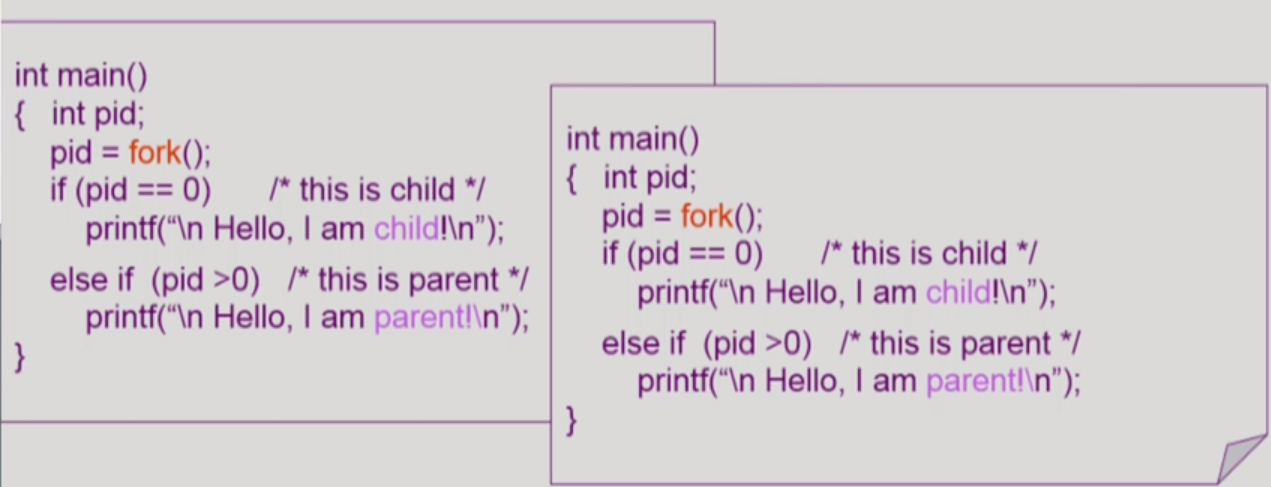 int main()
{ int pid;
pid = fork();
if (pid == 0) /* this is child */
printf(“\n Hello, I am child!\n”);
else if (pid >0) /* this is parent */
printf(“\n Hello, I am parent!\n”);
}
int main()
{ int pid;
pid = fork();
if (pid == 0) /* this is child */
printf(“\n Hello, I am child!\n”);
else if (pid >0) /* this is parent */
printf(“\n Hello, I am parent!\n”);
}